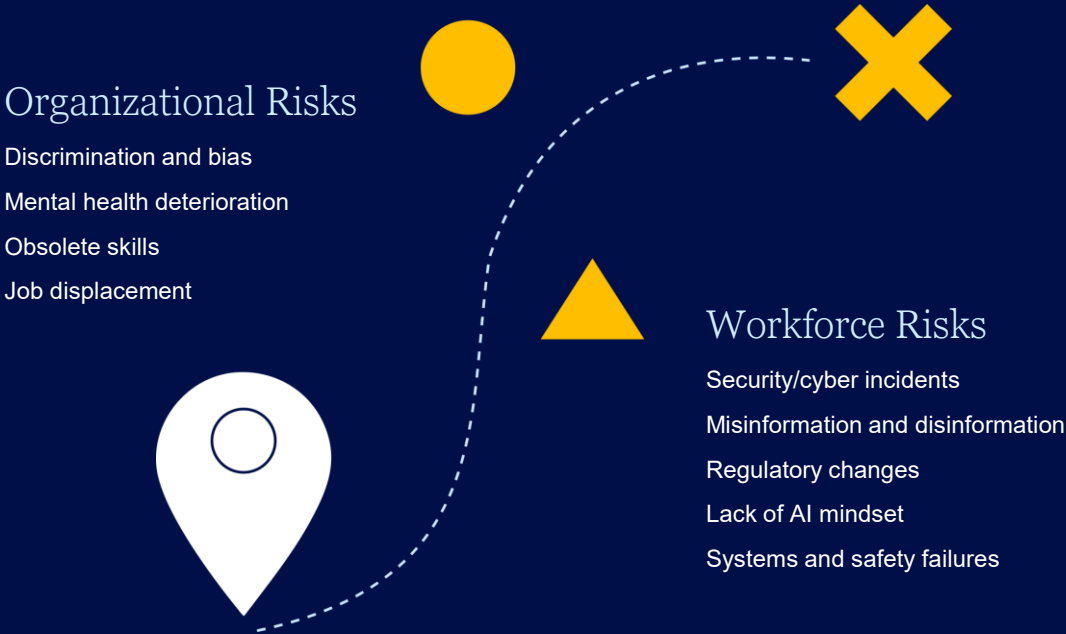 Organizational Risks
Discrimination and bias
Mental health deterioration
Obsolete skills
Job displacement
Workforce Risks
Security/cyber incidents
Misinformation and disinformation
Regulatory changes
Lack of AI mindset
Systems and safety failures